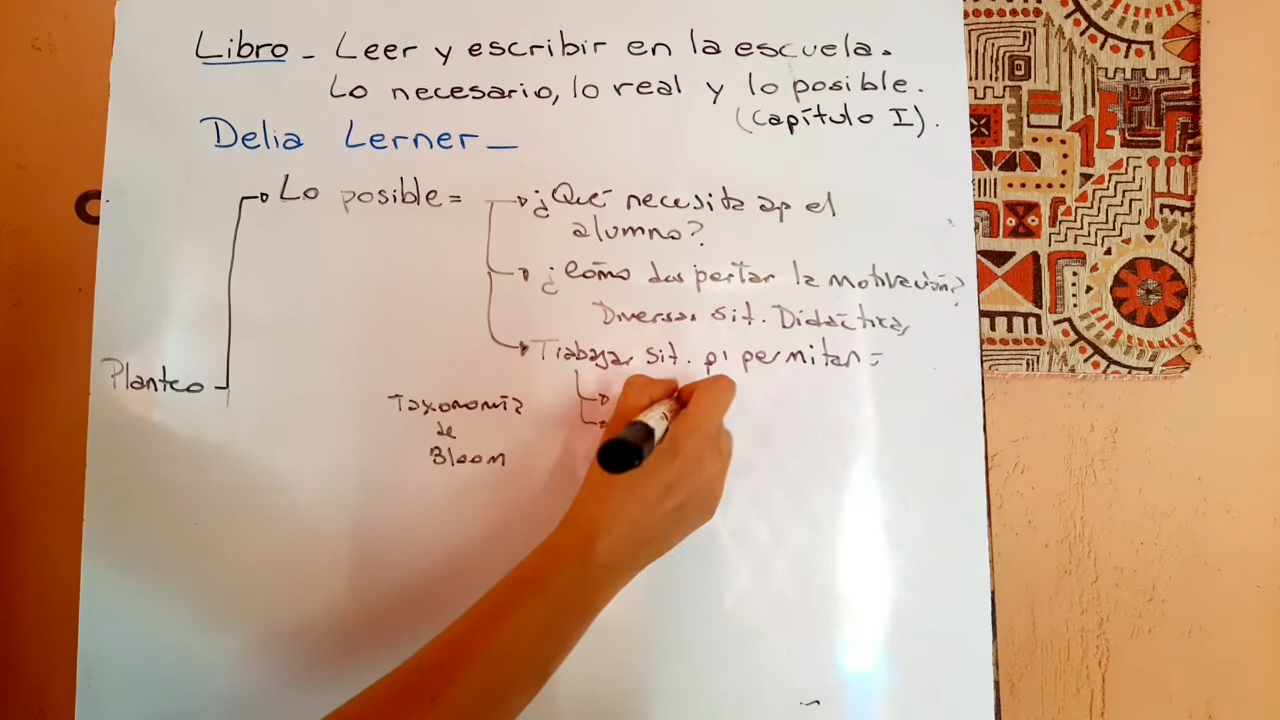 Libro - Leer y escribir en la escuela.
Lo necesario, lo real y lo posible.
(Capítulo I).
Delia Lerner -
Lo posible =
¿Qué necesita ap el
alumno?
¿Cómo despertar la motivación?
Diversas sit. Didáctica,
Trabajar sit. p' permitan =
Planteo
Taxonomía
de
Bloom